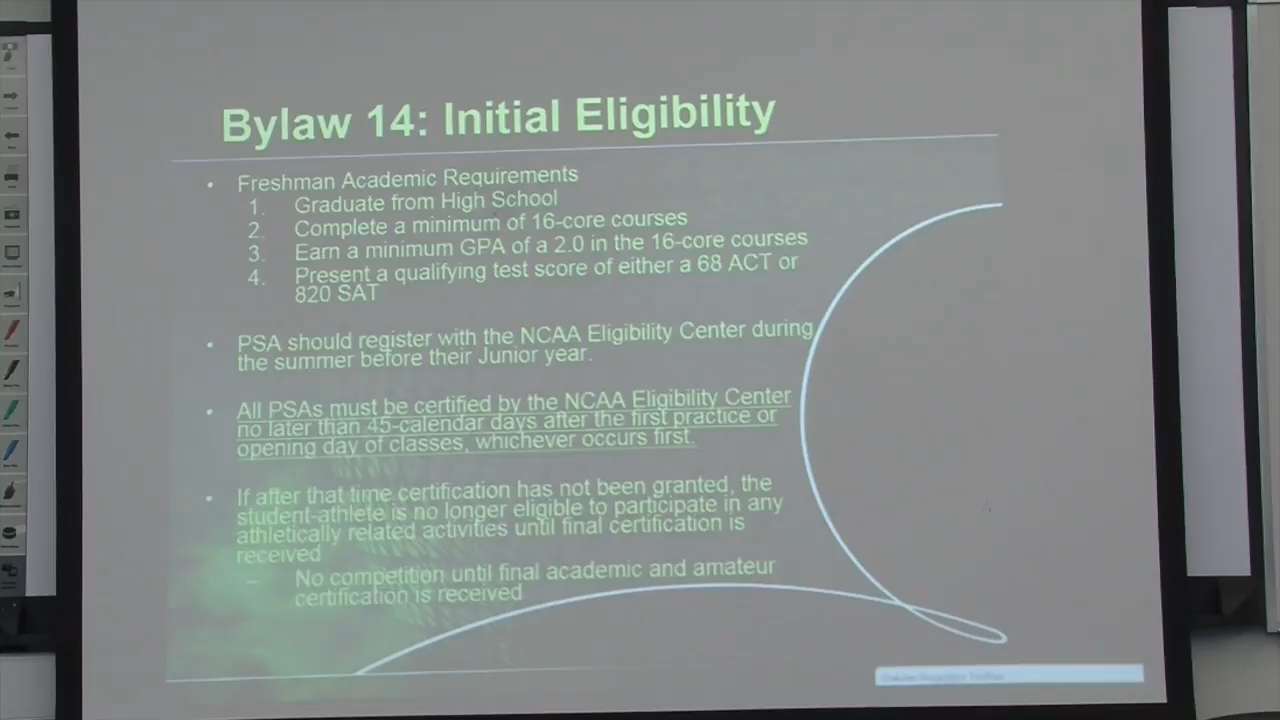 Bylaw 14: Initial Eligibility
• Freshman Academic Requirements
1. Graduate from High School
2. Complete a minimum of 16-core courses
3. Earn a minimum GPA of a 2.0 in the 16-core courses
4. Present a qualifying test score of either a 68 ACT or
820 SAT
• PSA should register with the NCAA Eligibility Center during
the summer before their Junior year.
• All PSAs must be certified by the NCAA Eligibility Center
no later than 45-calendar days after the first practice or
opening day of classes, whichever occurs first.
• If after that time certification has not been granted, the
student-athlete is no longer eligible to participate in any
athletically related activities until final certification is
received
– No competition until final academic and amateur
certification is received